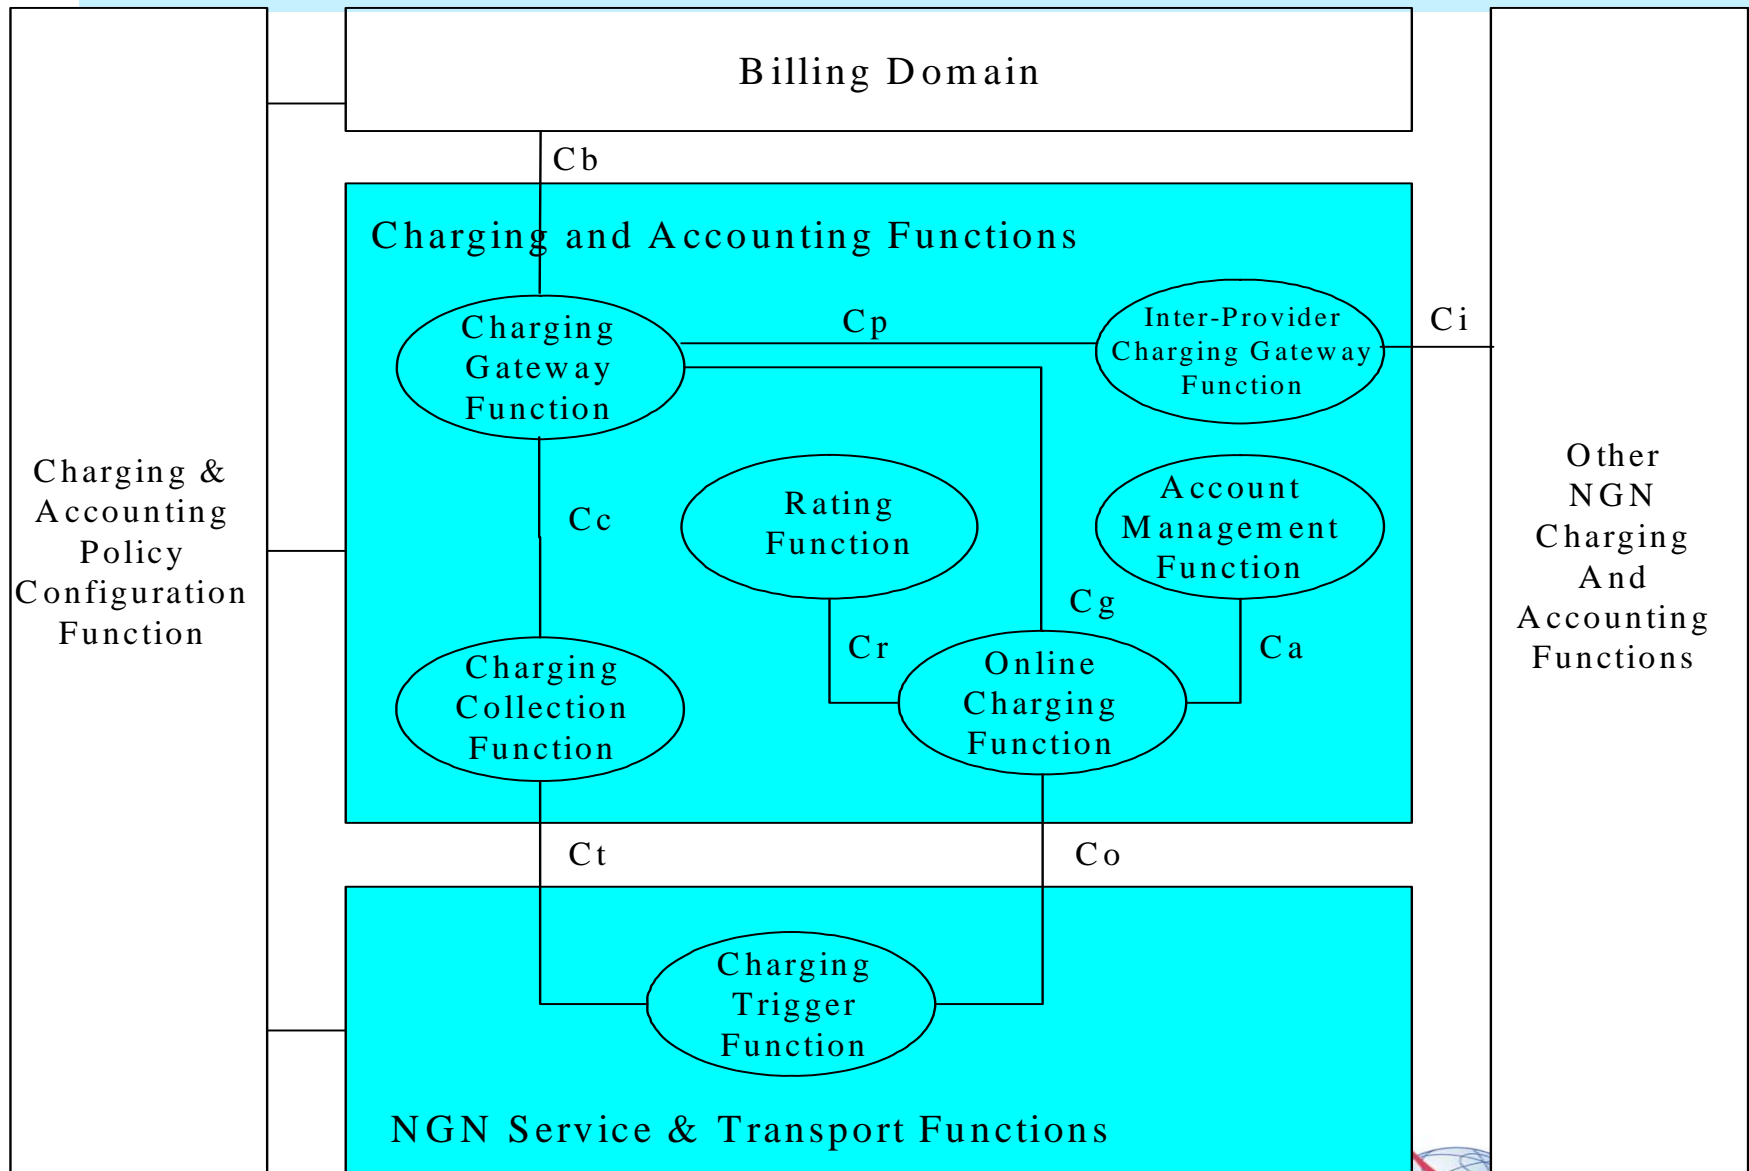 Billing Domain
Cb
Charging and Accounting Functions
Charging
Gateway
Function
Cp
Inter-Provider
Charging Gateway
Function
Ci
Charging &
Accounting
Policy
Configuration
Function
Cc
Rating
Function
Account
Management
Function
Other
NGN
Charging
And
Accounting
Functions
Cg
Cr
Ca
Charging
Collection
Function
Online
Charging
Function
Ct
Co
Charging
Trigger
Function
NGN Service & Transport Functions